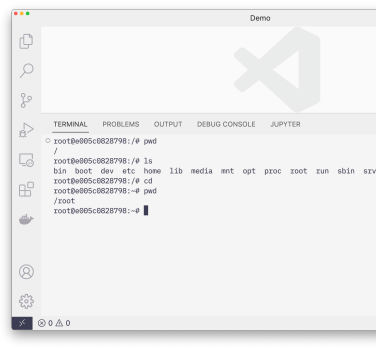 Demo
TERMINAL PROBLEMS OUTPUT DEBUG CONSOLE JUPYTER
root@e005c0828798:/# pwd
/
root@e005c0828798:/# ls
bin boot dev etc home lib media mnt opt proc root run sbin srv
root@e005c0828798:/# cd
root@e005c0828798:~# pwd
/root
root@e005c0828798:~#
0 0